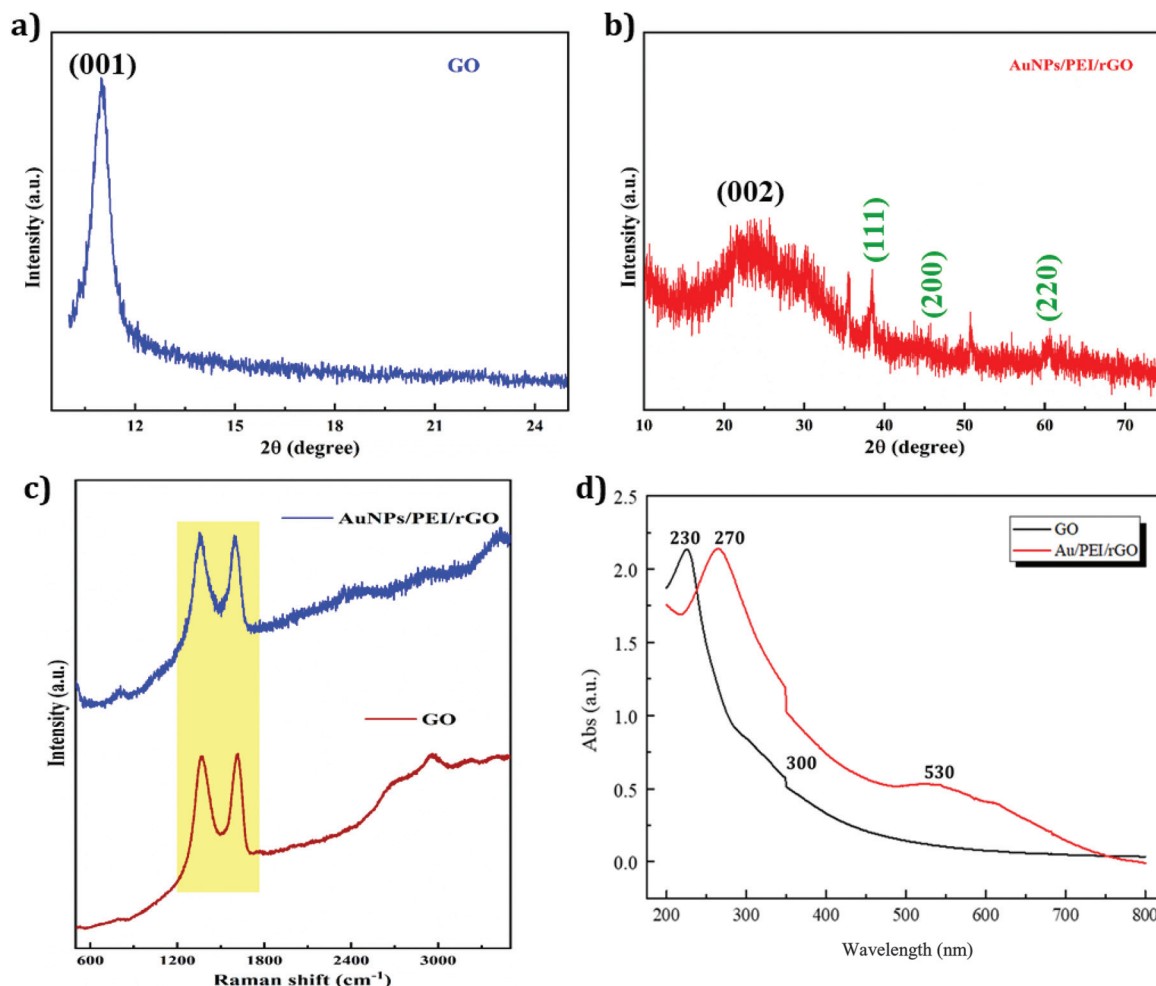 a)
(001)
GO
Intensity (a.u.)
12 15 18 21 24
2θ (degree)
b)
AuNPs/PEI/rGO
(002)
(111)
(200)
(220)
Intensity (a.u.)
10 20 30 40 50 60 70
2θ (degree)
c)
AuNPs/PEI/rGO
GO
Intensity (a.u.)
600 1200 1800 2400 3000
Raman shift (cm⁻¹)
d)
2.5
2.0
1.5
1.0
0.5
0.0
Abs (a.u.)
230 270
GO
Au/PEI/rGO
300
530
200 300 400 500 600 700 800
Wavelength (nm)